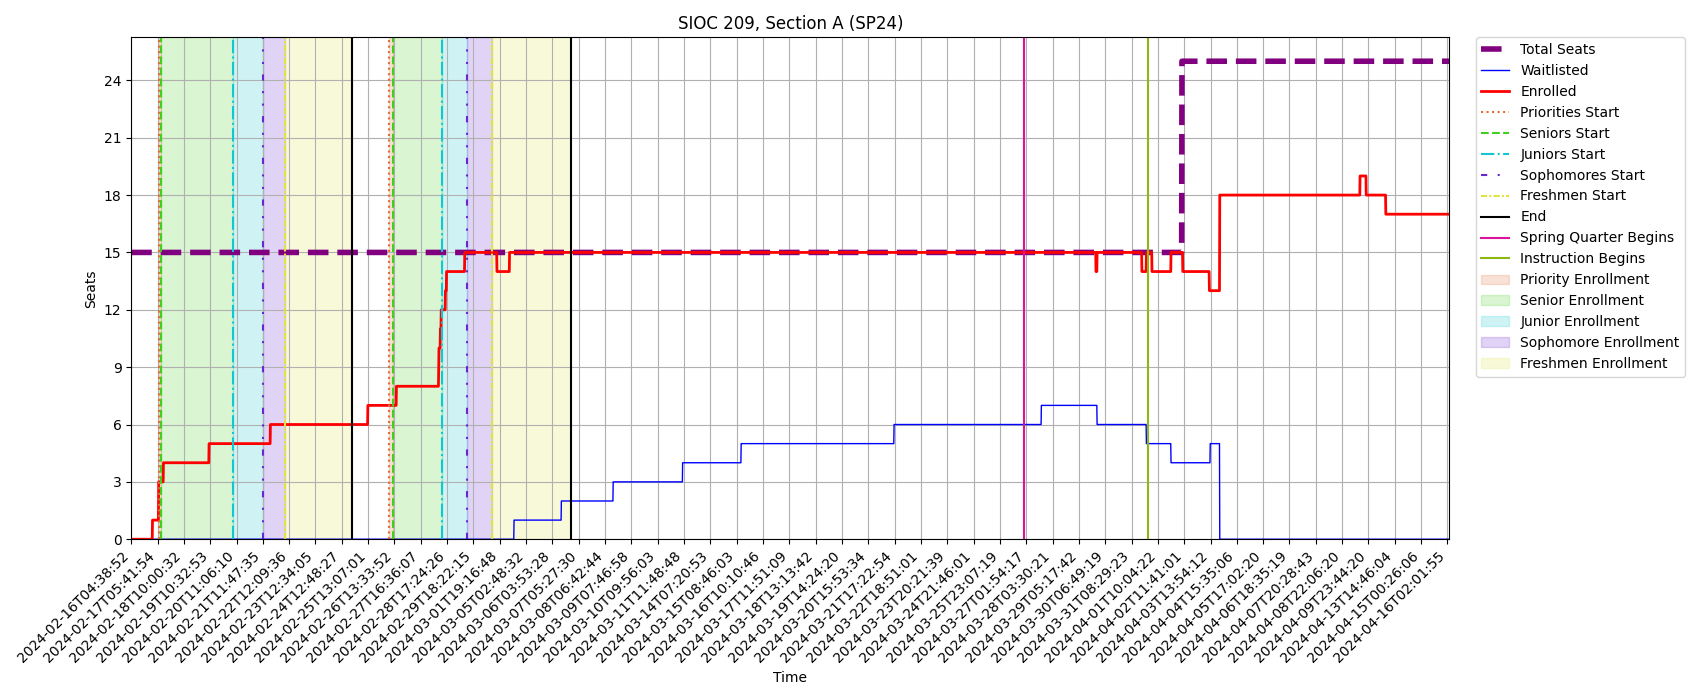 SIOC 209, Section A (SP24)
Seats
24
21
18
15
12
9
6
3
0
2024-02-16T04:38:52
2024-02-17T05:41:54
2024-02-18T10:00:32
2024-02-19T10:32:53
2024-02-20T11:06:10
2024-02-21T11:47:35
2024-02-22T12:09:36
2024-02-23T12:34:05
2024-02-24T12:48:27
2024-02-25T13:07:01
2024-02-26T13:33:52
2024-02-27T16:36:07
2024-02-28T17:24:26
2024-02-29T18:22:15
2024-03-01T19:16:48
2024-03-05T02:48:32
2024-03-06T03:53:28
2024-03-07T05:27:30
2024-03-08T06:42:44
2024-03-09T07:46:58
2024-03-10T09:56:03
2024-03-11T11:48:48
2024-03-14T07:20:53
2024-03-15T08:46:03
2024-03-16T10:10:46
2024-03-17T11:51:09
2024-03-18T13:13:42
2024-03-19T14:24:20
2024-03-20T15:53:34
2024-03-21T17:22:54
2024-03-22T18:51:01
2024-03-23T20:21:39
2024-03-24T21:46:01
2024-03-25T23:07:19
2024-03-27T01:54:17
2024-03-28T03:30:21
2024-03-29T05:17:42
2024-03-30T06:49:19
2024-03-31T08:29:23
2024-04-01T10:04:22
2024-04-02T11:41:01
2024-04-03T13:54:12
2024-04-04T15:35:06
2024-04-05T17:02:20
2024-04-06T18:35:19
2024-04-07T20:28:43
2024-04-08T22:06:20
2024-04-09T23:44:20
2024-04-13T14:46:04
2024-04-15T00:26:06
2024-04-16T02:01:55
Time
Total Seats
Waitlisted
Enrolled
Priorities Start
Seniors Start
Juniors Start
Sophomores Start
Freshmen Start
End
Spring Quarter Begins
Instruction Begins
Priority Enrollment
Senior Enrollment
Junior Enrollment
Sophomore Enrollment
Freshmen Enrollment